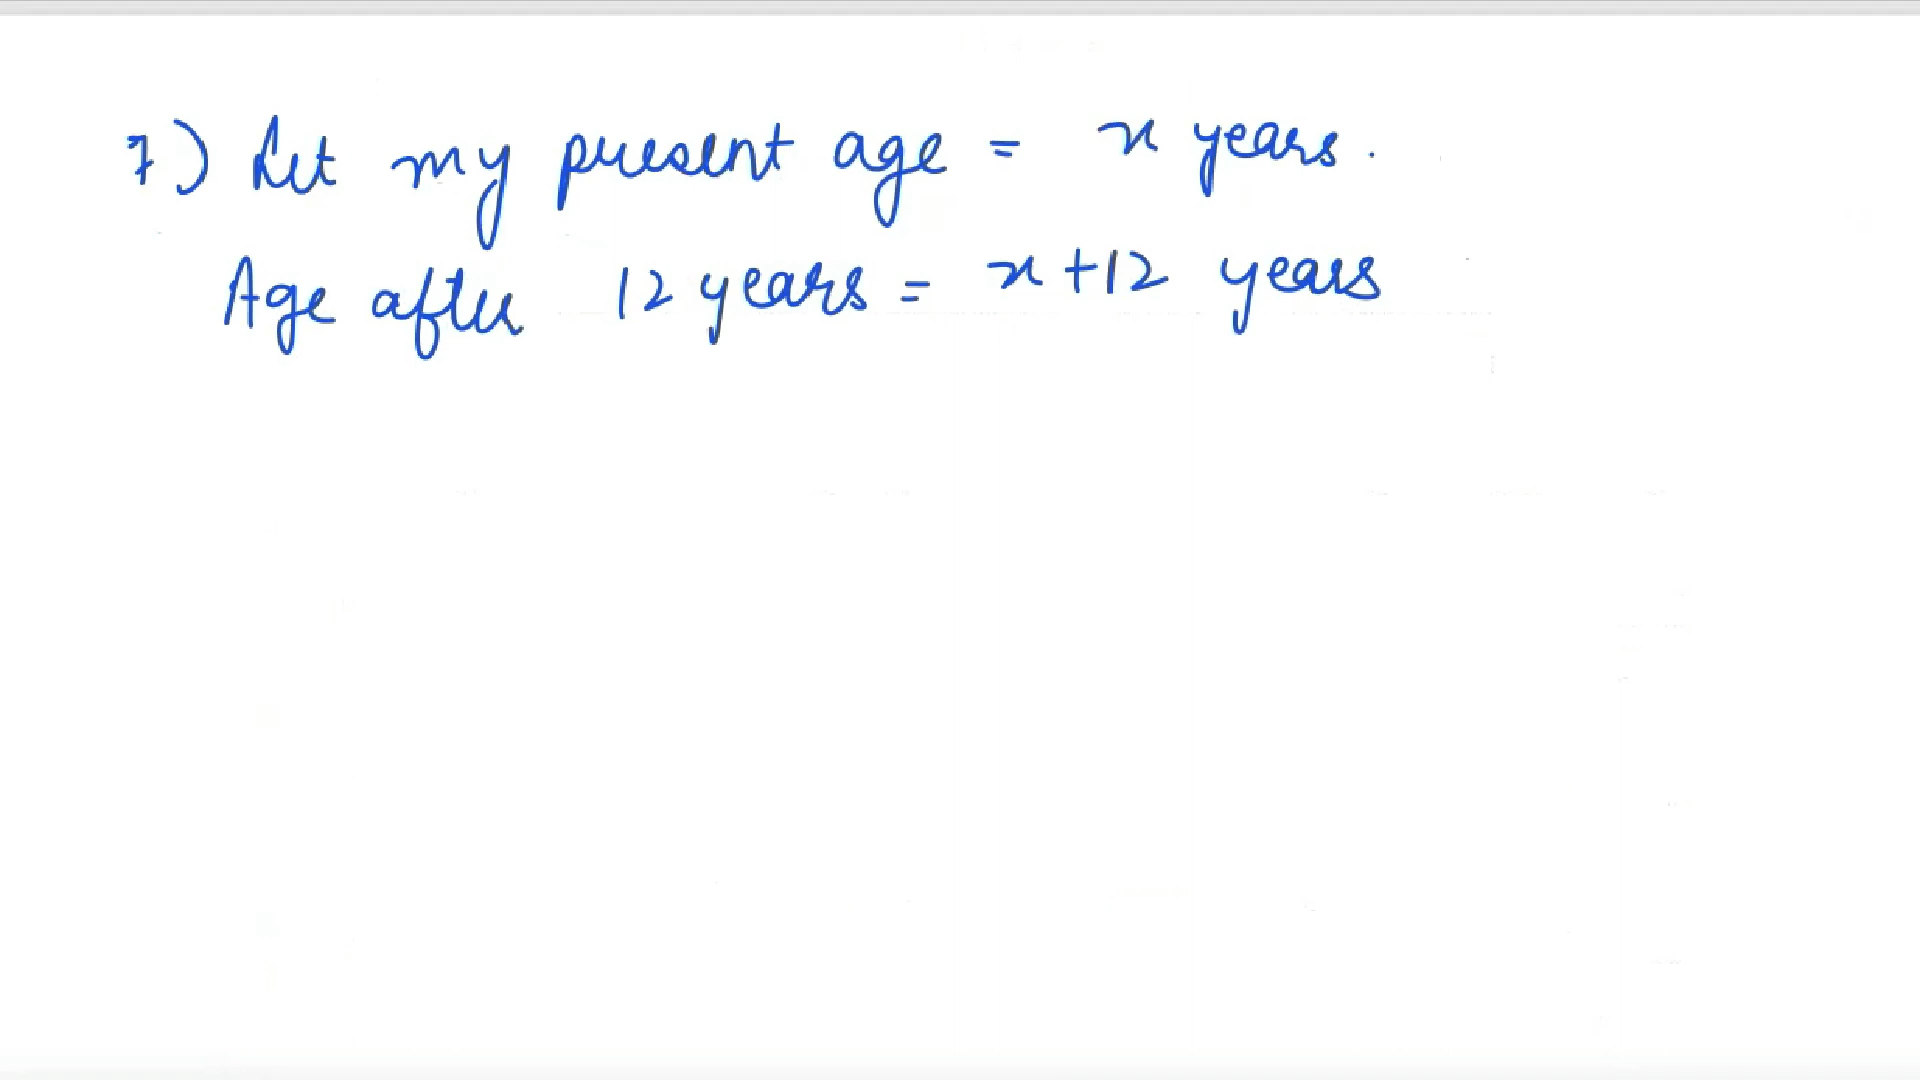 7) Let my present age = x years.
Age after 12 years = x+12 years